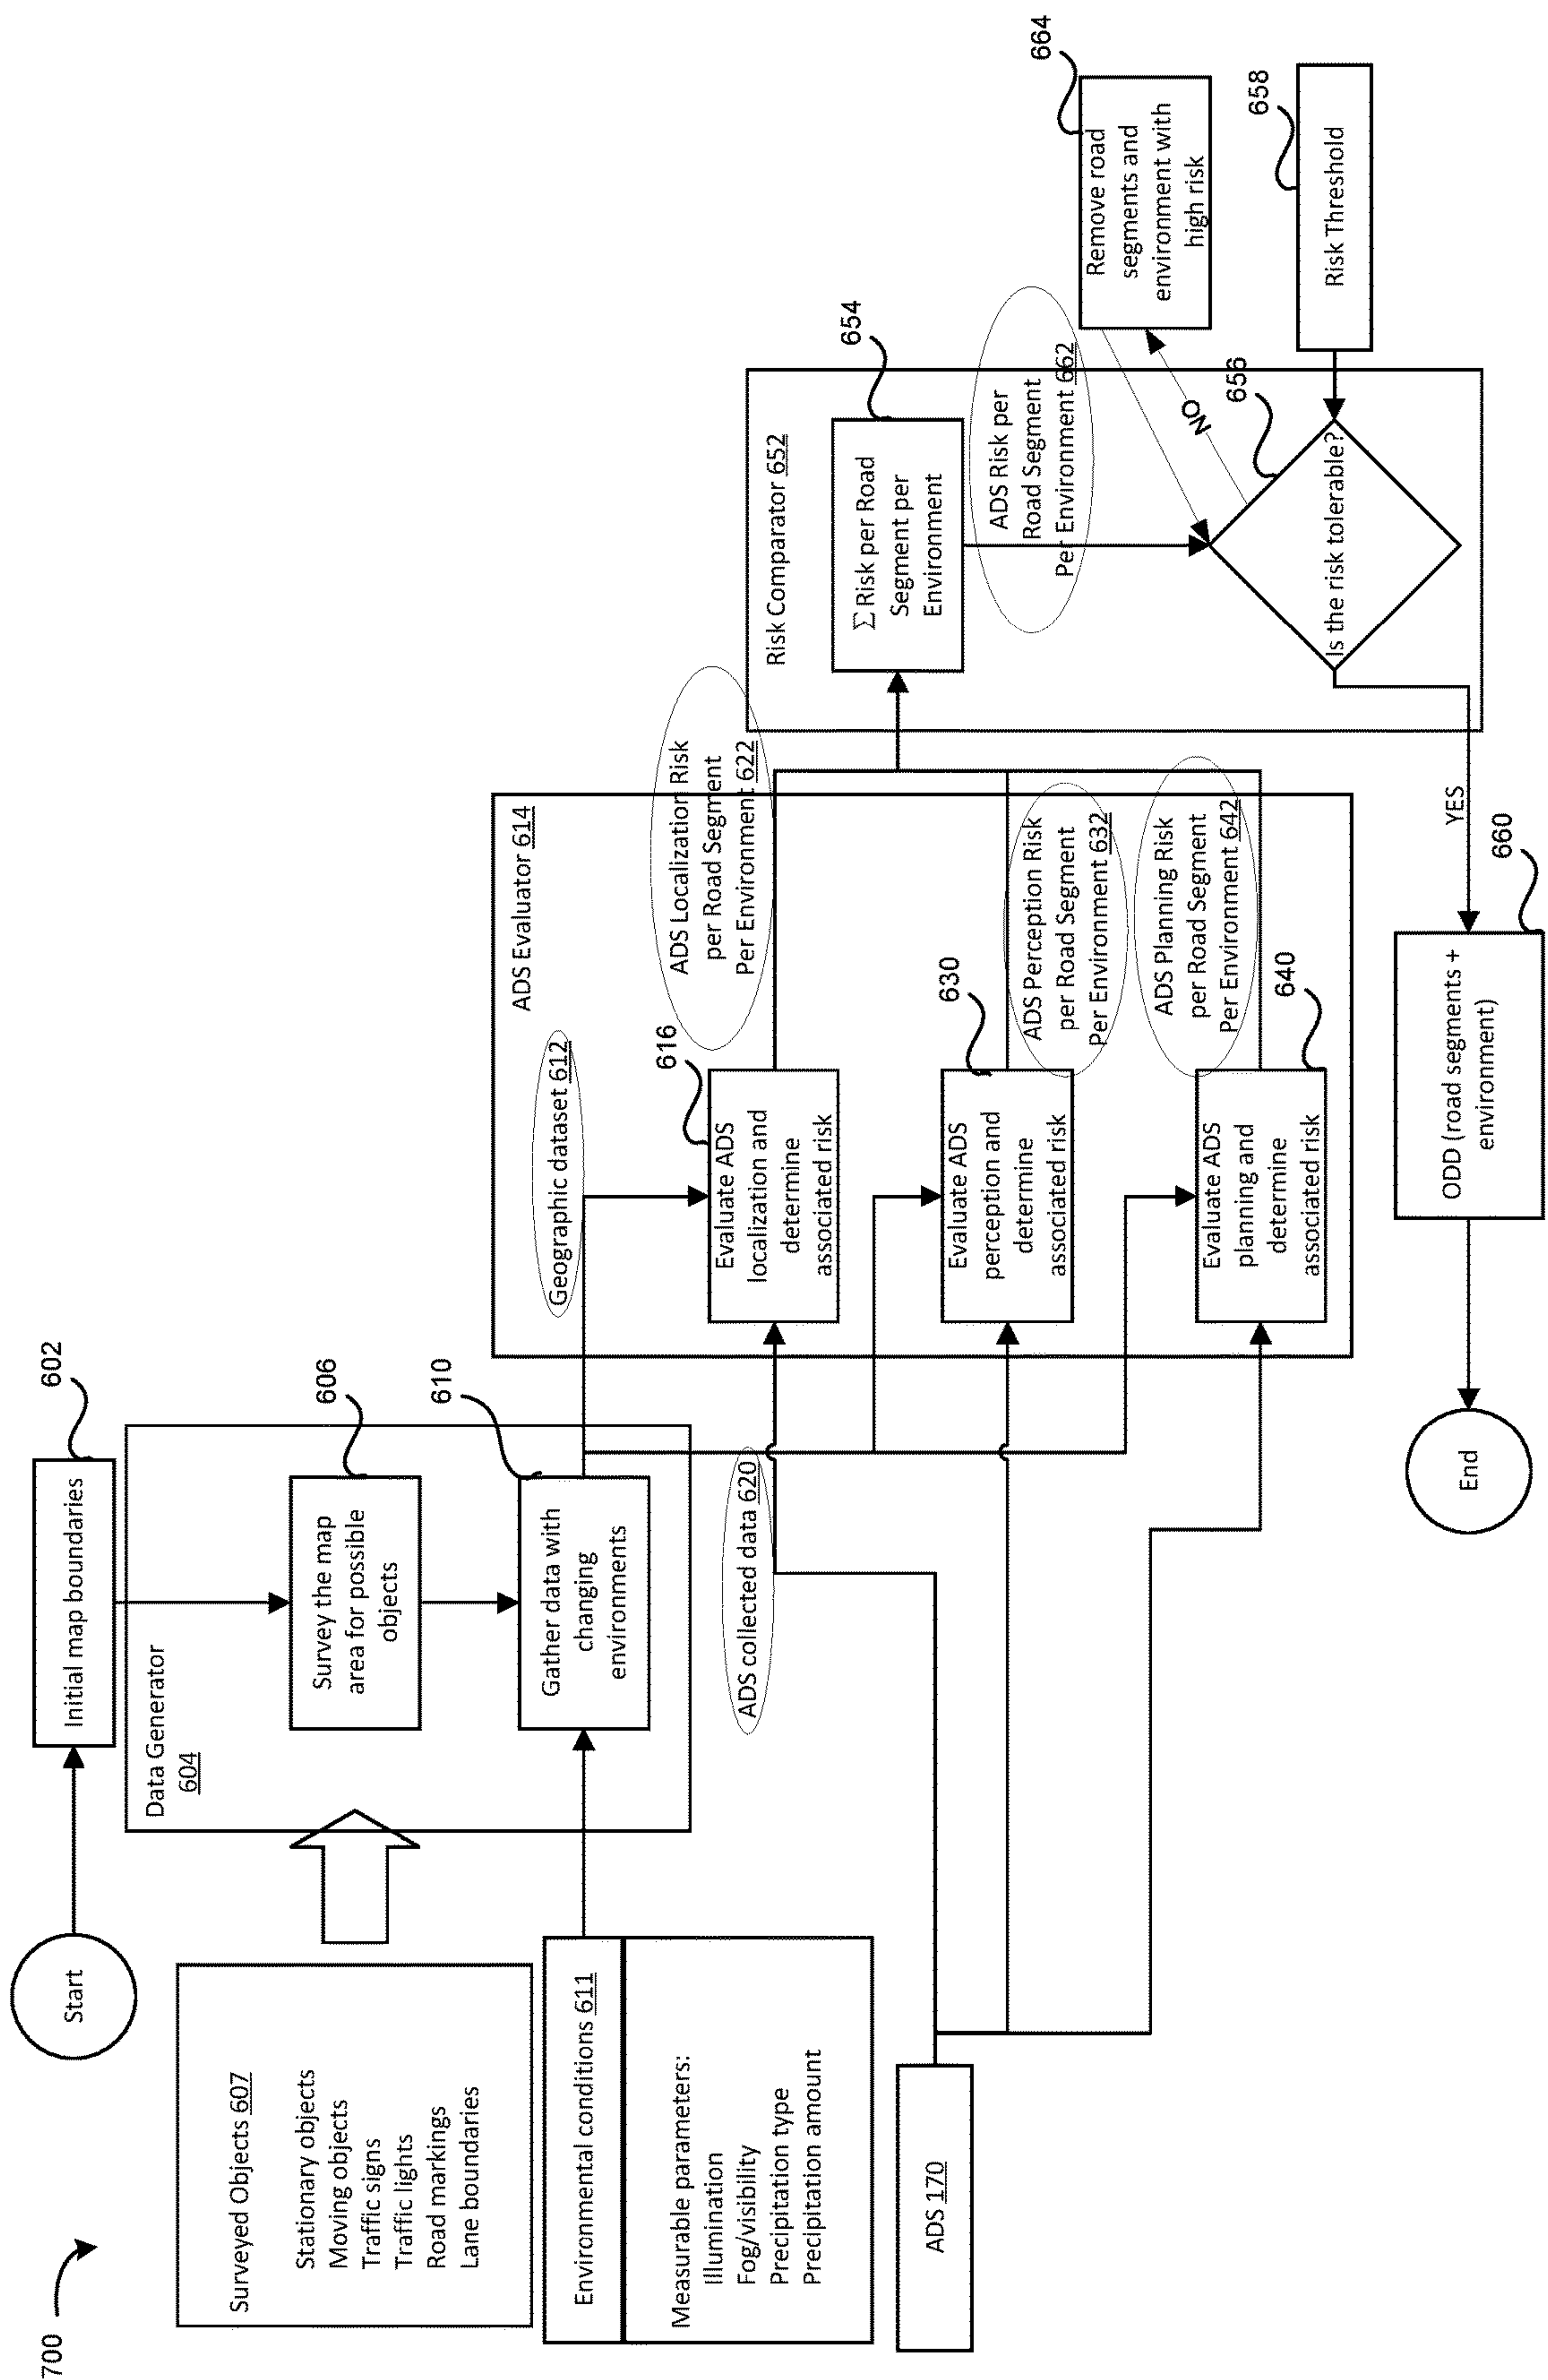 700
Start
Initial map boundaries
602
Surveyed Objects 607
Stationary objects
Moving objects
Traffic signs
Traffic lights
Road markings
Lane boundaries
Data Generator
604
Survey the map
area for possible
objects
606
Environmental conditions 611
Measurable parameters:
Illumination
Fog/visibility
Precipitation type
Precipitation amount
Gather data with
changing
environments
610
ADS 170
ADS collected data 620
Geographic dataset 612
ADS Evaluator 614
Evaluate ADS
localization and
determine
associated risk
616
ADS Localization Risk
per Road Segment
Per Environment 622
Evaluate ADS
perception and
determine
associated risk
630
ADS Perception Risk
per Road Segment
Per Environment 632
Evaluate ADS
planning and
determine
associated risk
640
ADS Planning Risk
per Road Segment
Per Environment 642
Risk Comparator 652
∑ Risk per Road
Segment per
Environment
654
ADS Risk per
Road Segment
Per Environment 662
Is the risk tolerable?
656
NO
Remove road
segments and
environment with
high risk
664
Risk Threshold
658
YES
ODD (road segments +
environment)
660
End